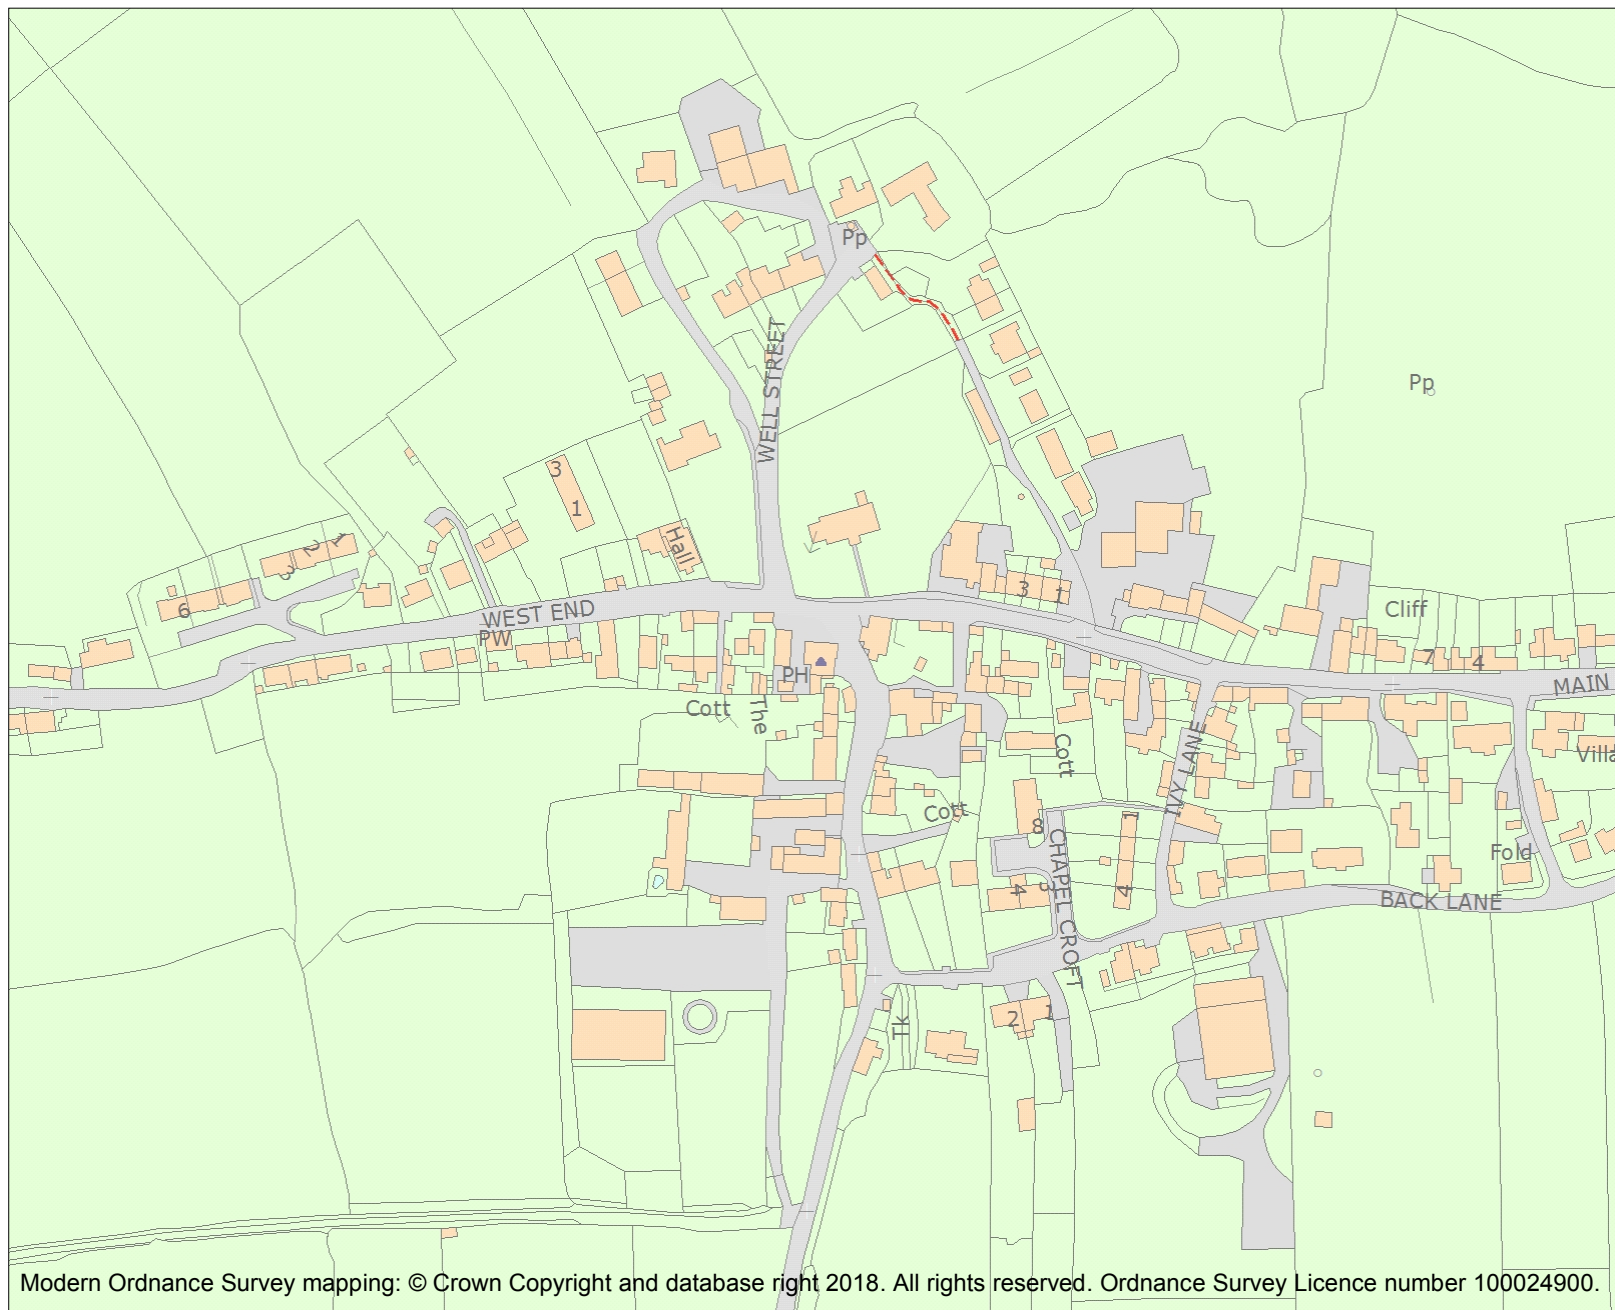 Pp
Pp
WELL STREET
3
1
Hall
1
2
3
6
WEST END
PW
3
1
Cliff
7
4
MAIN
PH
Cott
The
Cott
IVY LANE
Villa
Cott
8
1
CHAPEL CROFT
4
3
4
Fold
BACK LANE
Tk
2
1
Modern Ordnance Survey mapping: © Crown Copyright and database right 2018. All rights reserved. Ordnance Survey Licence number 100024900.